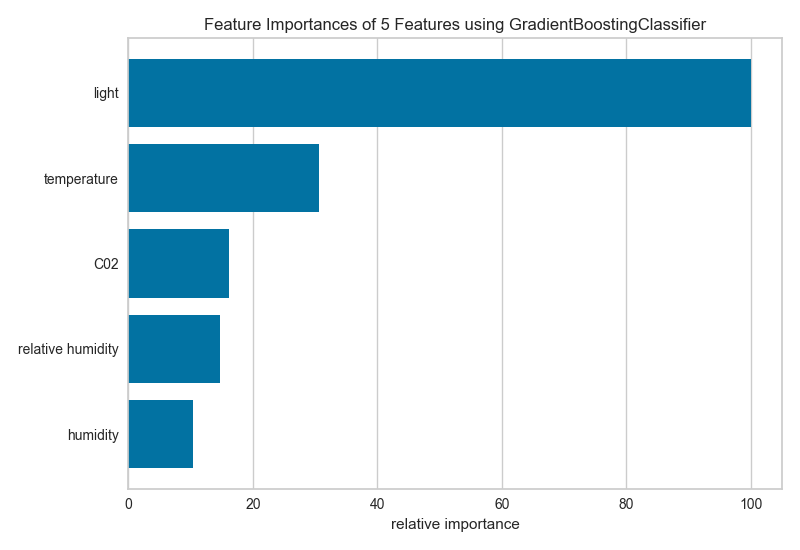 Feature Importances of 5 Features using GradientBoostingClassifier
light
temperature
C02
relative humidity
humidity
0 20 40 60 80 100
relative importance